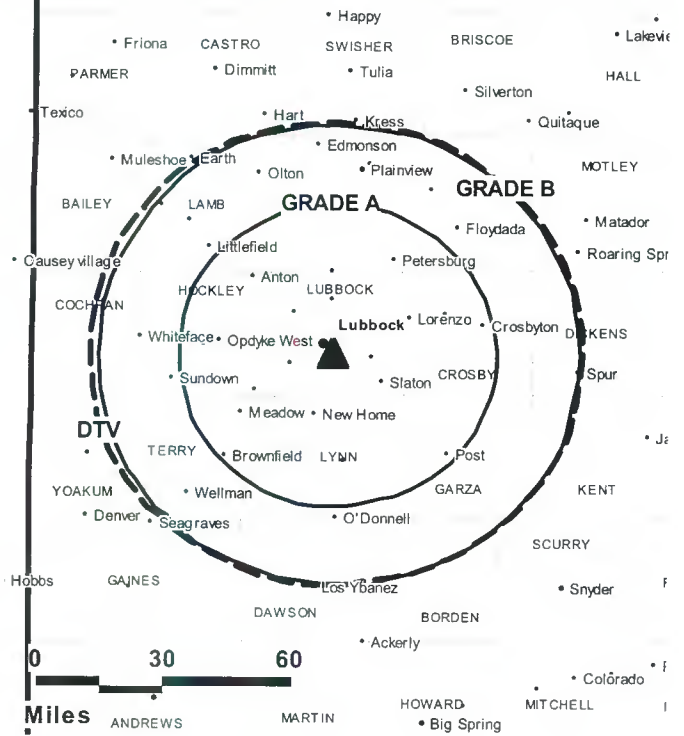 Happy
Friona CASTRO SWISHER BRISCOE
PARMER Dimmitt Tulia HALL
Silverton
Texico Hart Kress Quitaque
Edmonson
Muleshoe Earth Olton Plainview MOTLEY
GRADE B
BAILEY LAMB GRADE A
Floydada Matador
Littlefield Roaring
Causey village Anton Petersburg
HOCKLEY LUBBOCK
COCHRAN
Lubbock Lorenzo Crosbyton DICKENS
Whiteface Opdyke West
Sundown Slaton CROSBY Spur
Meadow New Home
DTV
TERRY Brownfield LYNN Post
YOAKUM Wellman GARZA KENT
Denver Seagraves O'Donnell
SCURRY
Hobbs GAINES Los Ybanez Snyder
DAWSON BORDEN
Ackerly
0 30 60
Colorado
Miles ANDREWS MARTIN HOWARD MITCHELL
Big Spring